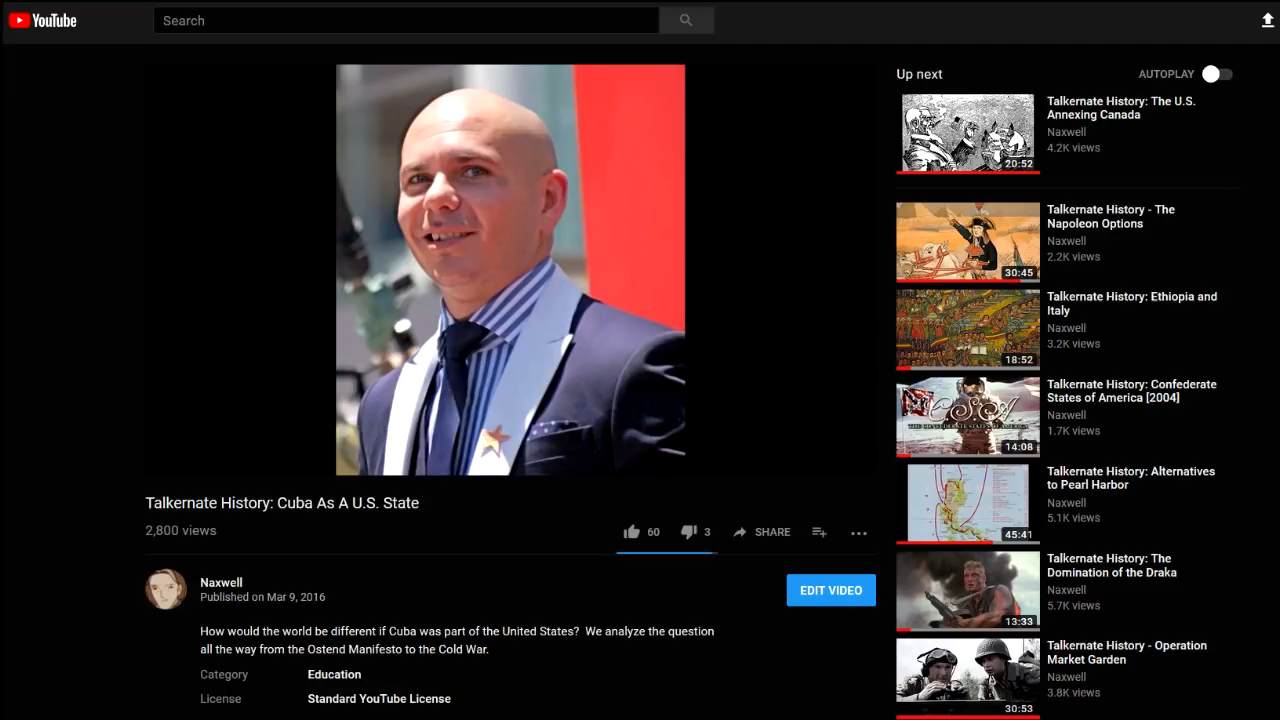 YouTube
Search
Up next
AUTOPLAY
Talkernate History: The U.S.
Annexing Canada
Naxwell
4.2K views
20:52
Talkernate History - The
Napoleon Options
Naxwell
2.2K views
30:45
Talkernate History: Ethiopia and
Italy
Naxwell
3.2K views
18:52
Talkernate History: Confederate
States of America [2004]
Naxwell
1.7K views
C.S.A.
THE CONFEDERATE STATES OF AMERICA
14:08
Talkernate History: Alternatives
to Pearl Harbor
Naxwell
5.1K views
45:41
Talkernate History: The
Domination of the Draka
Naxwell
5.7K views
13:33
Talkernate History - Operation
Market Garden
Naxwell
3.8K views
30:53
Talkernate History: Cuba As A U.S. State
2,800 views
60
3
SHARE
Naxwell
Published on Mar 9, 2016
EDIT VIDEO
How would the world be different if Cuba was part of the United States?  We analyze the question
all the way from the Ostend Manifesto to the Cold War.
Category
Education
License
Standard YouTube License